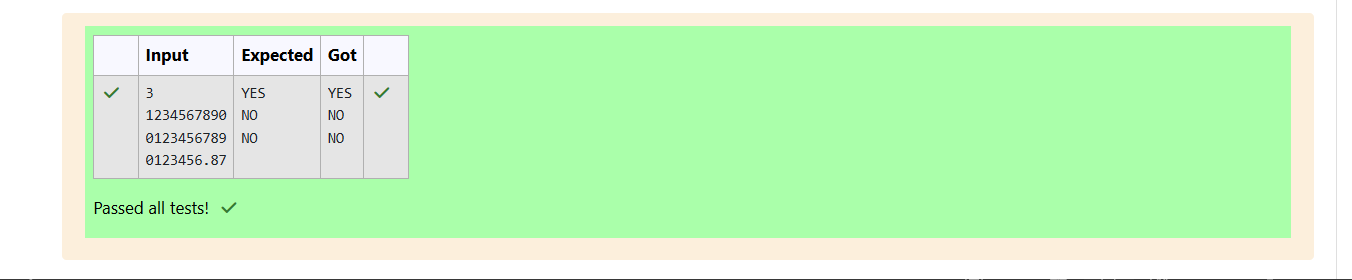 Input Expected Got
3 YES YES
1234567890 NO NO
0123456789 NO NO
0123456.87
Passed all tests!